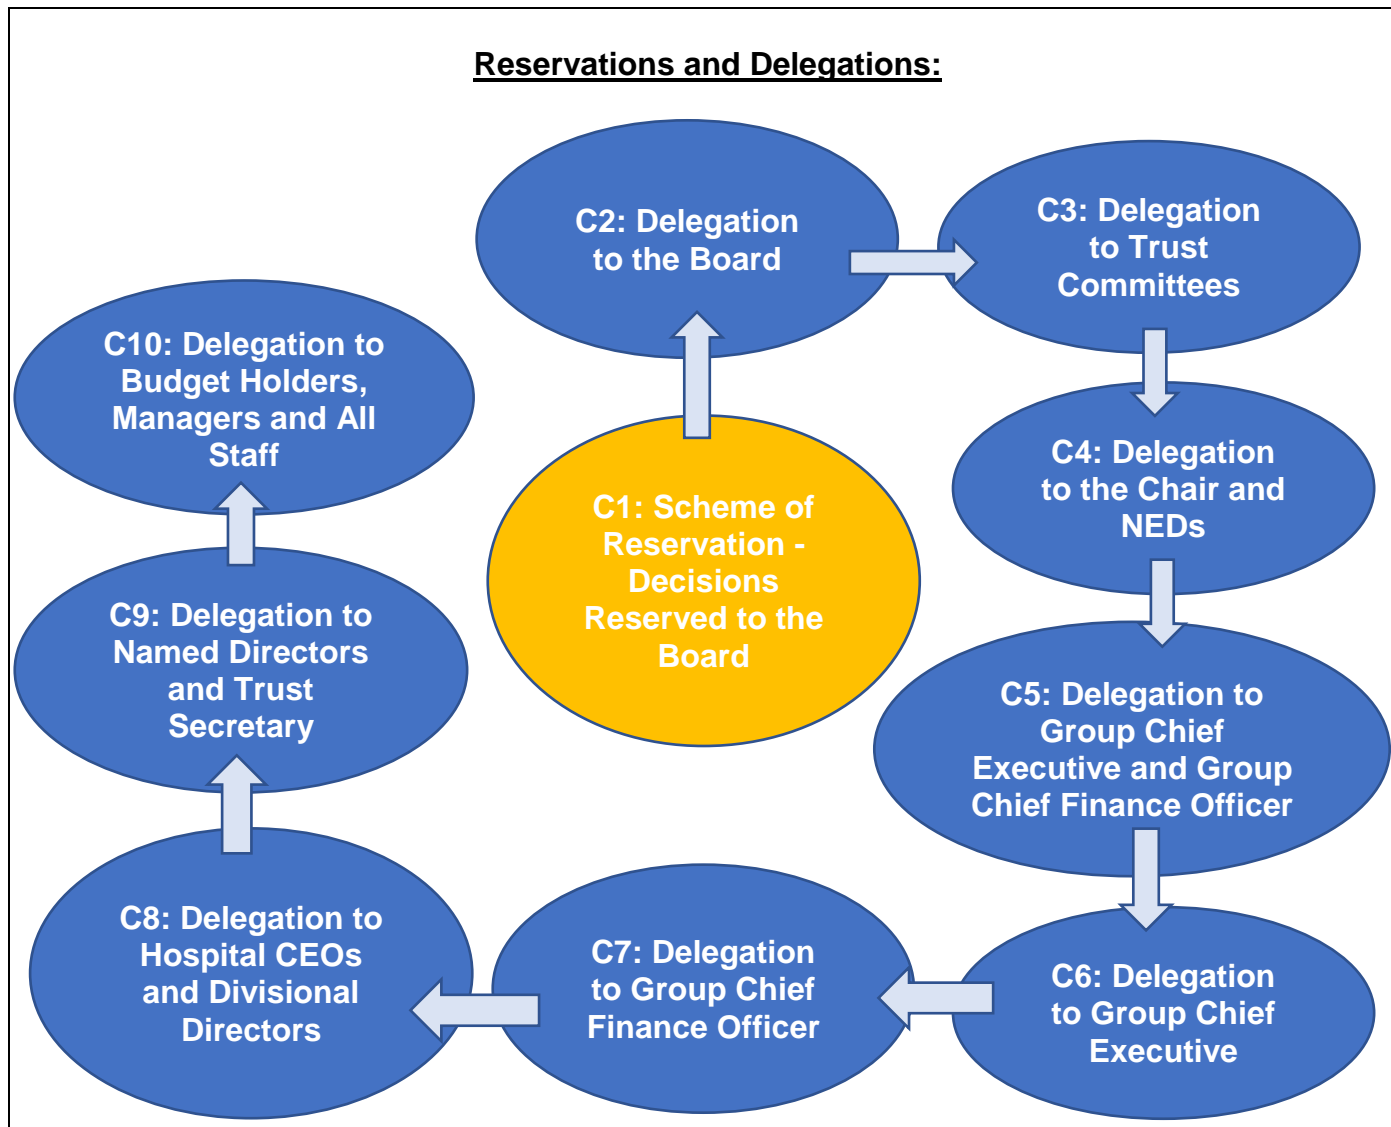 Reservations and Delegations:
C1: Scheme of
Reservation -
Decisions
Reserved to the
Board
C2: Delegation
to the Board
C3: Delegation
to Trust
Committees
C4: Delegation
to the Chair and
NEDs
C5: Delegation to
Group Chief
Executive and Group
Chief Finance Officer
C6: Delegation
to Group Chief
Executive
C7: Delegation
to Group Chief
Finance Officer
C8: Delegation to
Hospital CEOs
and Divisional
Directors
C9: Delegation to
Named Directors
and Trust
Secretary
C10: Delegation to
Budget Holders,
Managers and All
Staff